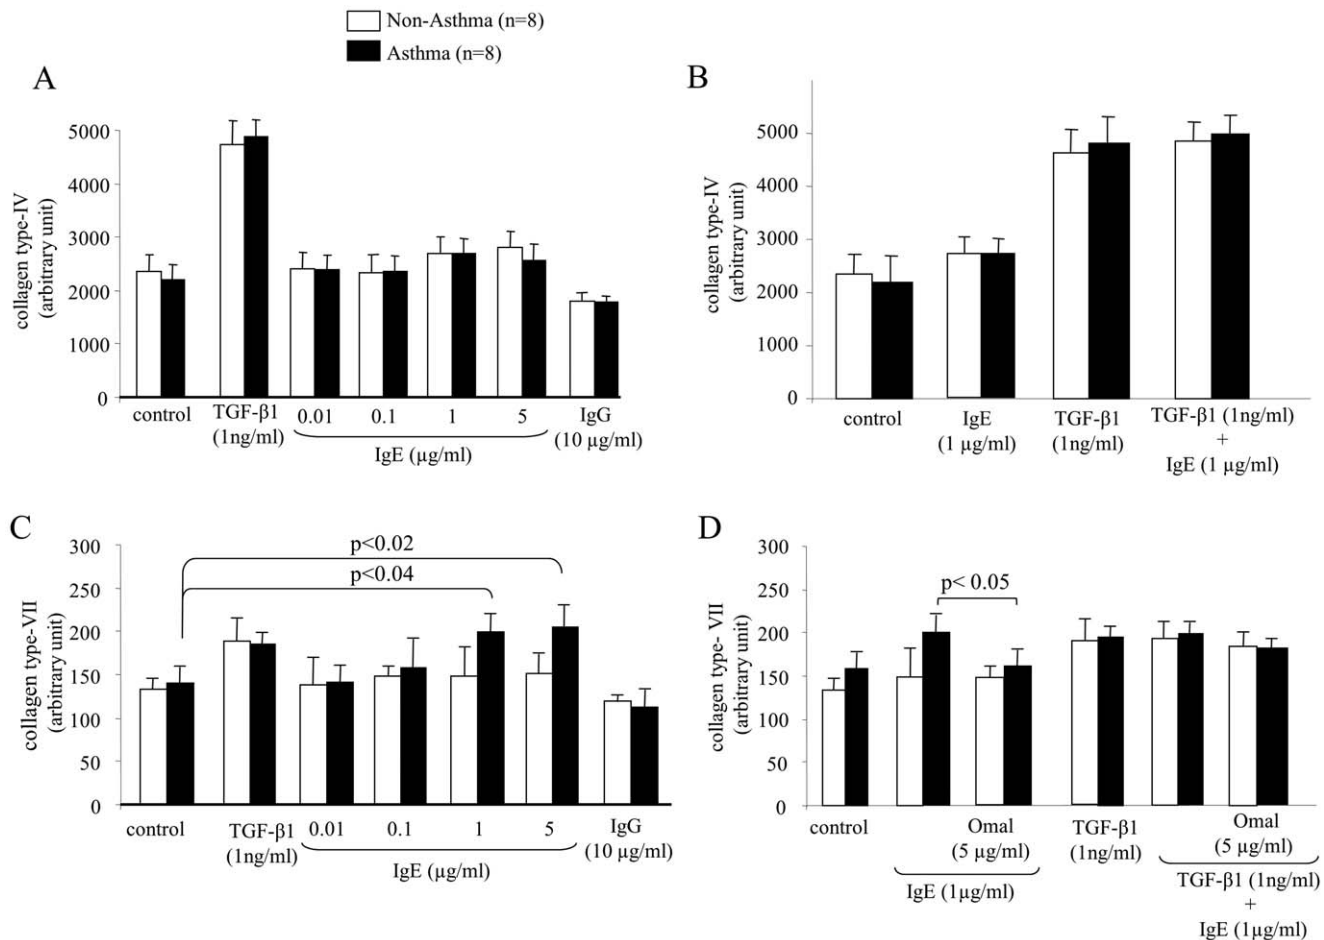 Non-Asthma (n=8)
Asthma (n=8)
A
collagen type-IV
(arbitrary unit)
5000
4000
3000
2000
1000
0
control
TGF-β1
(1ng/ml)
0.01 0.1 1 5
IgE (µg/ml)
IgG
(10 µg/ml)
B
collagen type-IV
(arbitrary unit)
5000
4000
3000
2000
1000
0
control
IgE
(1 µg/ml)
TGF-β1
(1ng/ml)
TGF-β1 (1ng/ml)
+
IgE (1 µg/ml)
C
collagen type-VII
(arbitrary unit)
300
250
200
150
100
50
0
p<0.02
p<0.04
control
TGF-β1
(1ng/ml)
0.01 0.1 1 5
IgE (µg/ml)
IgG
(10 µg/ml)
D
collagen type- VII
(arbitrary unit)
300
250
200
150
100
50
0
p< 0.05
control
Omal
(5 µg/ml)
IgE (1µg/ml)
TGF-β1
(1ng/ml)
Omal
(5 µg/ml)
TGF-β1 (1ng/ml)
+
IgE (1µg/ml)